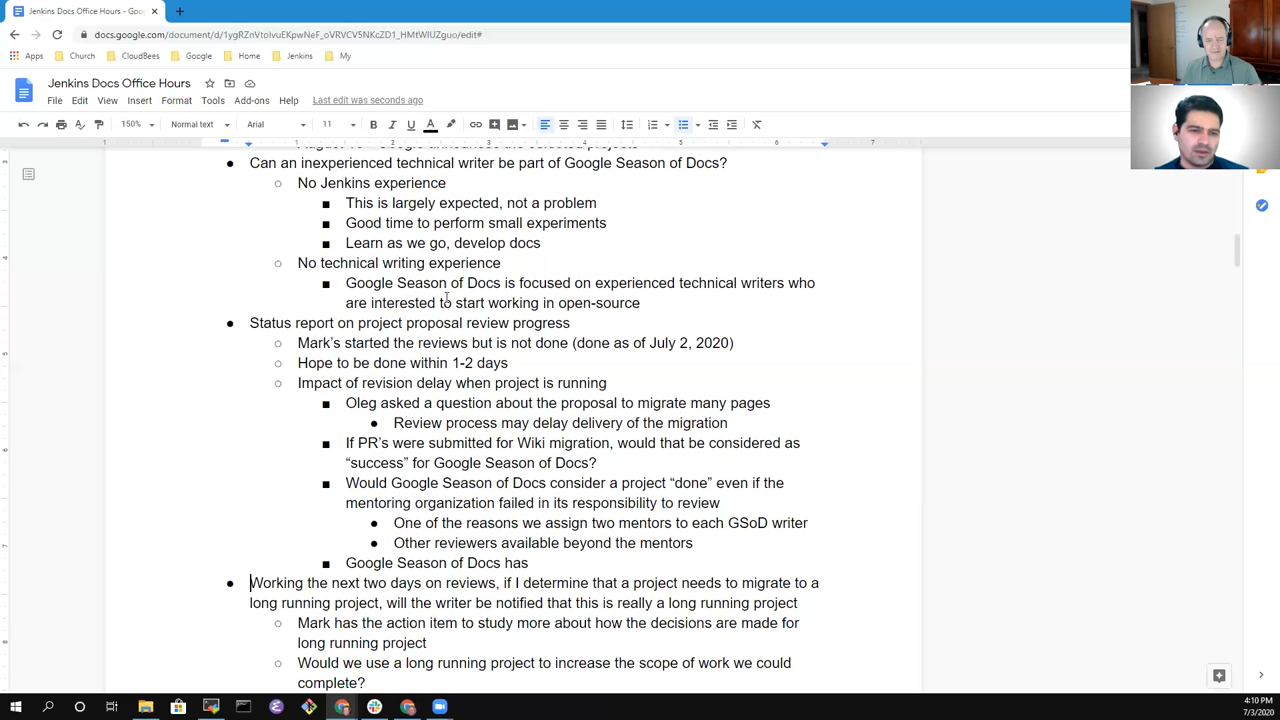 Jenkins Docs Office Hours - Goo
docs.google.com/document/d/1ygRZnVtoIvuEKpwNeF_oVRVCV5NKcZD1_HMtWIUZguo/edit#
Apps Church CloudBees Google Home Jenkins My
Jenkins Docs Office Hours
File Edit View Insert Format Tools Add-ons Help Last edit was seconds ago
150% Normal text Arial 11
1 2 3 4 5 6 7
Can an inexperienced technical writer be part of Google Season of Docs?
No Jenkins experience
This is largely expected, not a problem
Good time to perform small experiments
Learn as we go, develop docs
No technical writing experience
Google Season of Docs is focused on experienced technical writers who
are interested to start working in open-source
Status report on project proposal review progress
Mark's started the reviews but is not done (done as of July 2, 2020)
Hope to be done within 1-2 days
Impact of revision delay when project is running
Oleg asked a question about the proposal to migrate many pages
Review process may delay delivery of the migration
If PR's were submitted for Wiki migration, would that be considered as
“success” for Google Season of Docs?
Would Google Season of Docs consider a project “done” even if the
mentoring organization failed in its responsibility to review
One of the reasons we assign two mentors to each GSoD writer
Other reviewers available beyond the mentors
Google Season of Docs has
Working the next two days on reviews, if I determine that a project needs to migrate to a
long running project, will the writer be notified that this is really a long running project
Mark has the action item to study more about how the decisions are made for
long running project
Would we use a long running project to increase the scope of work we could
complete?
4:10 PM
7/3/2020